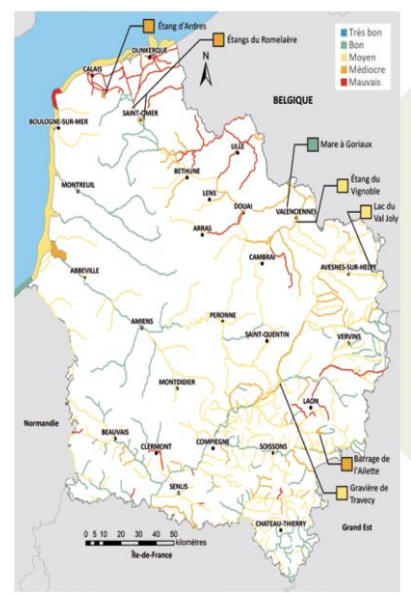 Étang d'Ardres
Étangs du Romelaëre
Très bon
Bon
Moyen
Médiocre
Mauvais
DUNKERQUE
N
CALAIS
BELGIQUE
SAINT-OMER
BOULOGNE-SUR-MER
LILLE
Mare à Goriaux
BETHUNE
Étang du
Vignoble
MONTREUIL
LENS
DOUAI
VALENCIENNES
Lac du
Val Joly
ARRAS
CAMBRAI
AVESNES-SUR-HELPE
ABBEVILLE
PERONNE
AMIENS
SAINT-QUENTIN
VERVINS
MONTDIDIER
LAON
Normandie
BEAUVAIS
CLERMONT
COMPIEGNE
SOISSONS
Barrage de
l'Ailette
SENLIS
Gravière de
Travecy
CHATEAU-THIERRY
Grand Est
0 5 10 20 30 40 50
kilomètres
Île-de-France